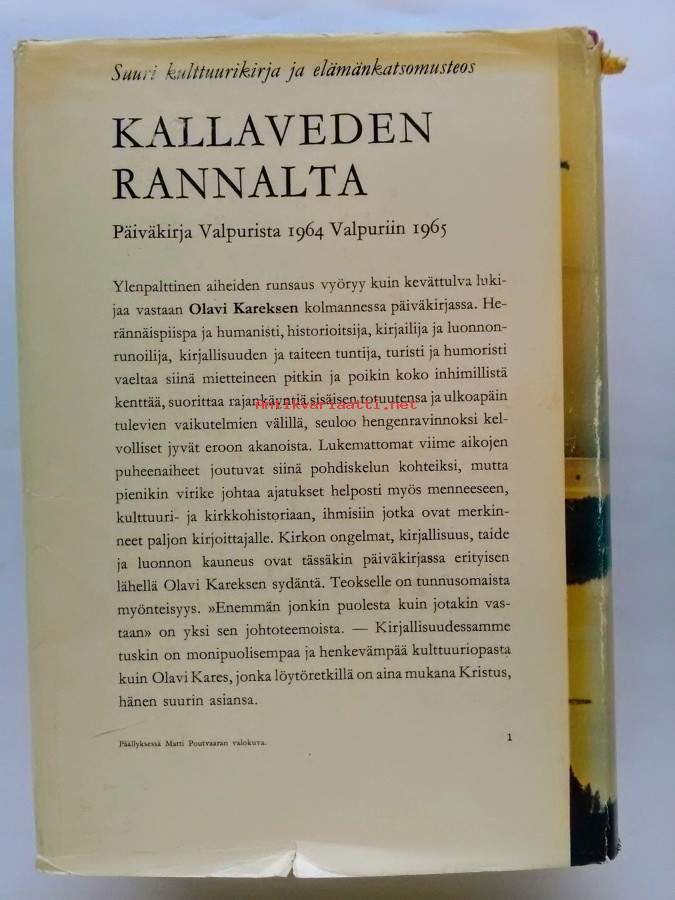 Suuri kulttuurikirja ja elämänkatsomusteos
KALLAVEDEN
RANNALTA
Päiväkirja Valpurista 1964 Valpuriin 1965
Ylenpalttinen aiheiden runsaus vyöryy kuin kevättulva luki-
jaa vastaan Olavi Kareksen kolmannessa päiväkirjassa. He-
rännäispiispa ja humanisti, historioitsija, kirjailija ja luonnon-
runoilija, kirjallisuuden ja taiteen tuntija, turisti ja humoristi
vaeltaa siinä mietteineen pitkin ja poikin koko inhimillistä
kenttää, suorittaa rajankäyntiä sisäisen totuutensa ja ulkoapäin
Antikvariaatti.net
tulevien vaikutelmien välillä, seuloo hengenravinnoksi kel-
volliset jyvät eroon akanoista. Lukemattomat viime aikojen
puheenaiheet joutuvat siinä pohdiskelun kohteiksi, mutta
pienikin virike johtaa ajatukset helposti myös menneeseen,
kulttuuri- ja kirkkohistoriaan, ihmisiin jotka ovat merkin-
neet paljon kirjoittajalle. Kirkon ongelmat, kirjallisuus, taide
ja luonnon kauneus ovat tässäkin päiväkirjassa erityisen
lähellä Olavi Kareksen sydäntä. Teokselle on tunnusomaista
myönteisyys. »Enemmän jonkin puolesta kuin jotakin vas-
taan» on yksi sen johtoteemoista. — Kirjallisuudessamme
tuskin on monipuolisempaa ja henkevämpää kulttuuriopasta
kuin Olavi Kares, jonka löytöretkillä on aina mukana Kristus,
hänen suurin asiansa.
Päällyksessä Matti Poutvaaran valokuva.
1